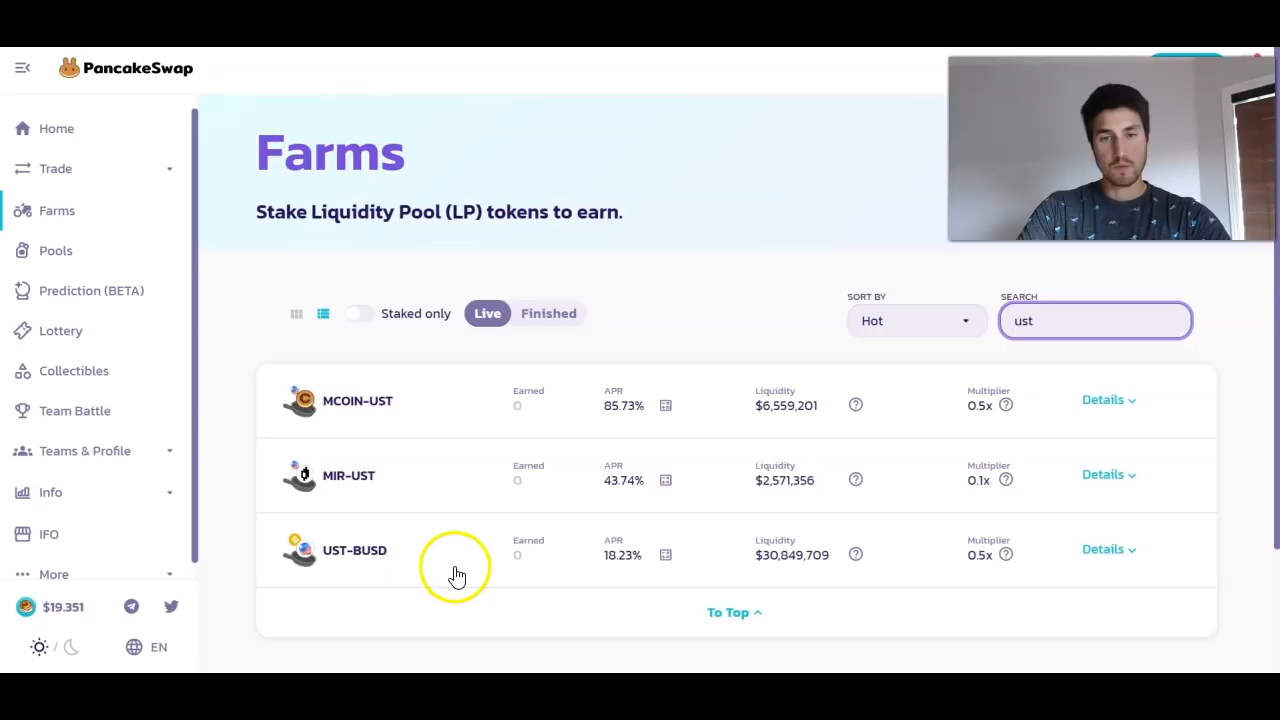 PancakeSwap
Home
Trade
Farms
Pools
Prediction (BETA)
Lottery
Collectibles
Team Battle
Teams & Profile
Info
IFO
More
$19.351
/
EN
Farms
Stake Liquidity Pool (LP) tokens to earn.
Staked only
Live
Finished
SORT BY
Hot
SEARCH
ust
MCOIN-UST
Earned
0
APR
85.73%
Liquidity
$6,559,201
Multiplier
0.5x
Details
MIR-UST
Earned
0
APR
43.74%
Liquidity
$2,571,356
Multiplier
0.1x
Details
UST-BUSD
Earned
0
APR
18.23%
Liquidity
$30,849,709
Multiplier
0.5x
Details
To Top